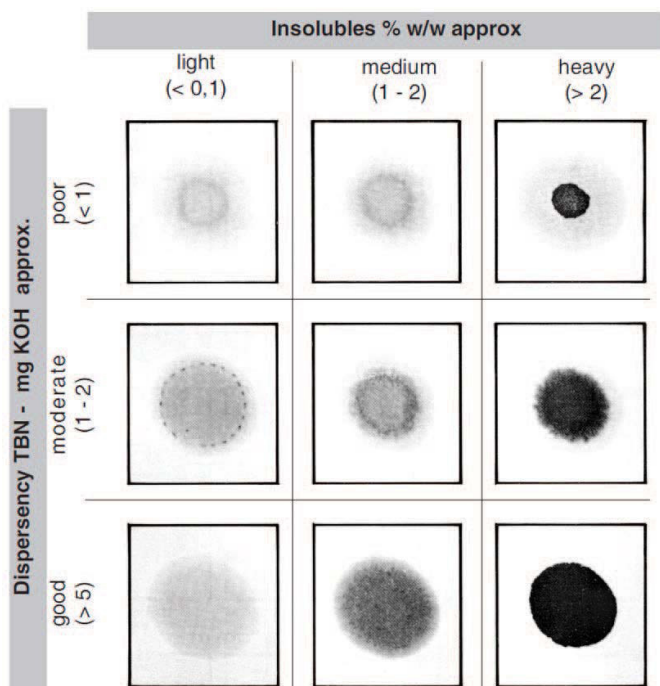 Insolubles % w/w approx
light
(< 0,1)
medium
(1 - 2)
heavy
(> 2)
Dispersency TBN - mg KOH approx.
poor
(< 1)
moderate
(1 - 2)
good
(> 5)